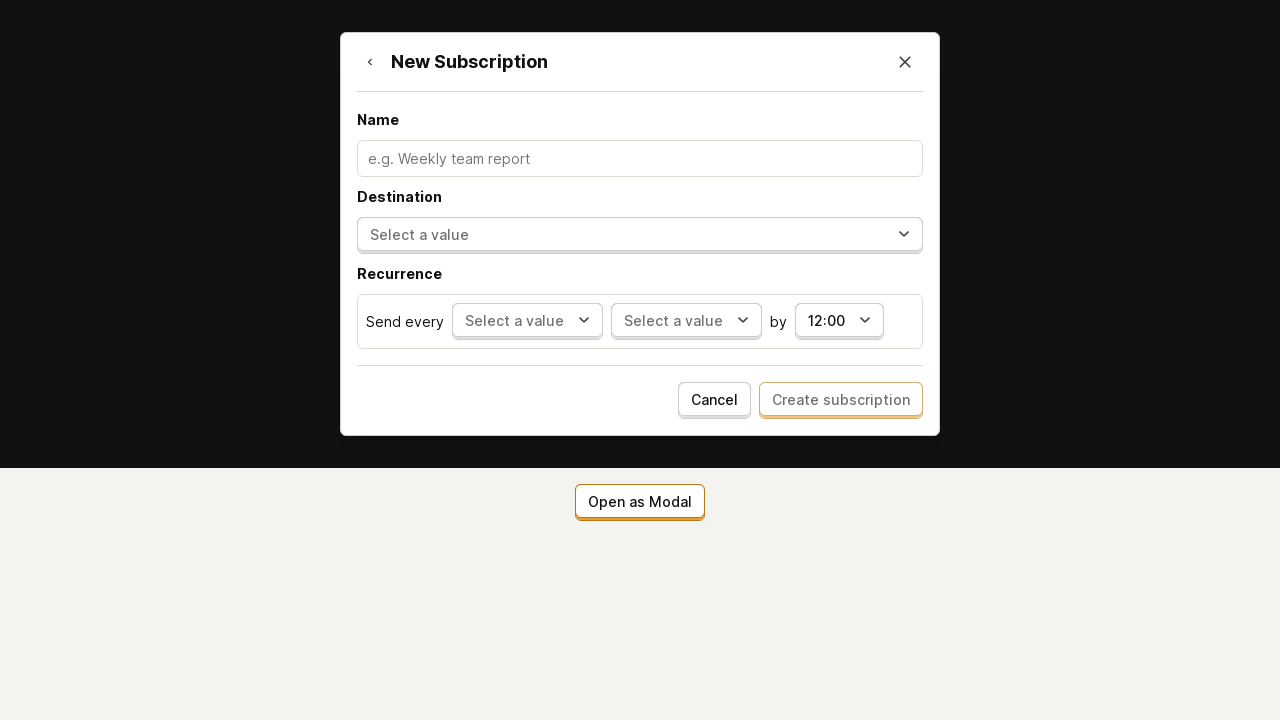 New Subscription
Name
e.g. Weekly team report
Destination
Select a value
Recurrence
Send every Select a value Select a value by 12:00
Cancel Create subscription
Open as Modal